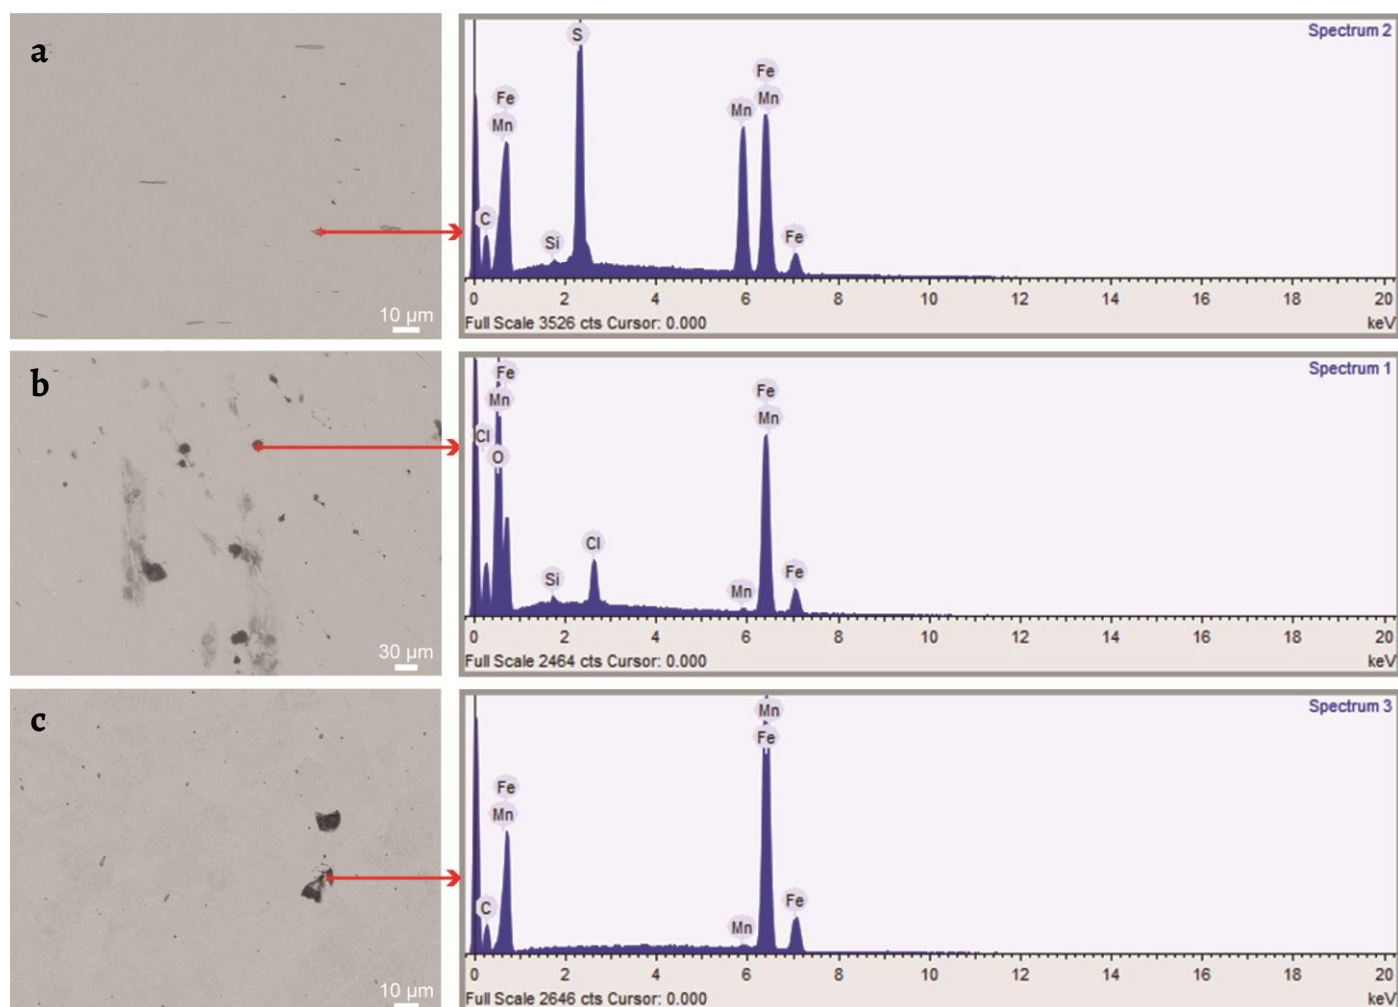 a
10 µm
Spectrum 2
S
Fe
Mn
C
Si
Mn
Fe
Mn
Fe
0 2 4 6 8 10 12 14 16 18 20
Full Scale 3526 cts Cursor: 0.000 keV
b
30 µm
Spectrum 1
Fe
Mn
Cl
O
Si
Cl
Mn
Fe
Mn
Fe
0 2 4 6 8 10 12 14 16 18 20
Full Scale 2464 cts Cursor: 0.000 keV
c
10 µm
Spectrum 3
Fe
Mn
C
Mn
Mn
Fe
Fe
0 2 4 6 8 10 12 14 16 18 20
Full Scale 2646 cts Cursor: 0.000 keV